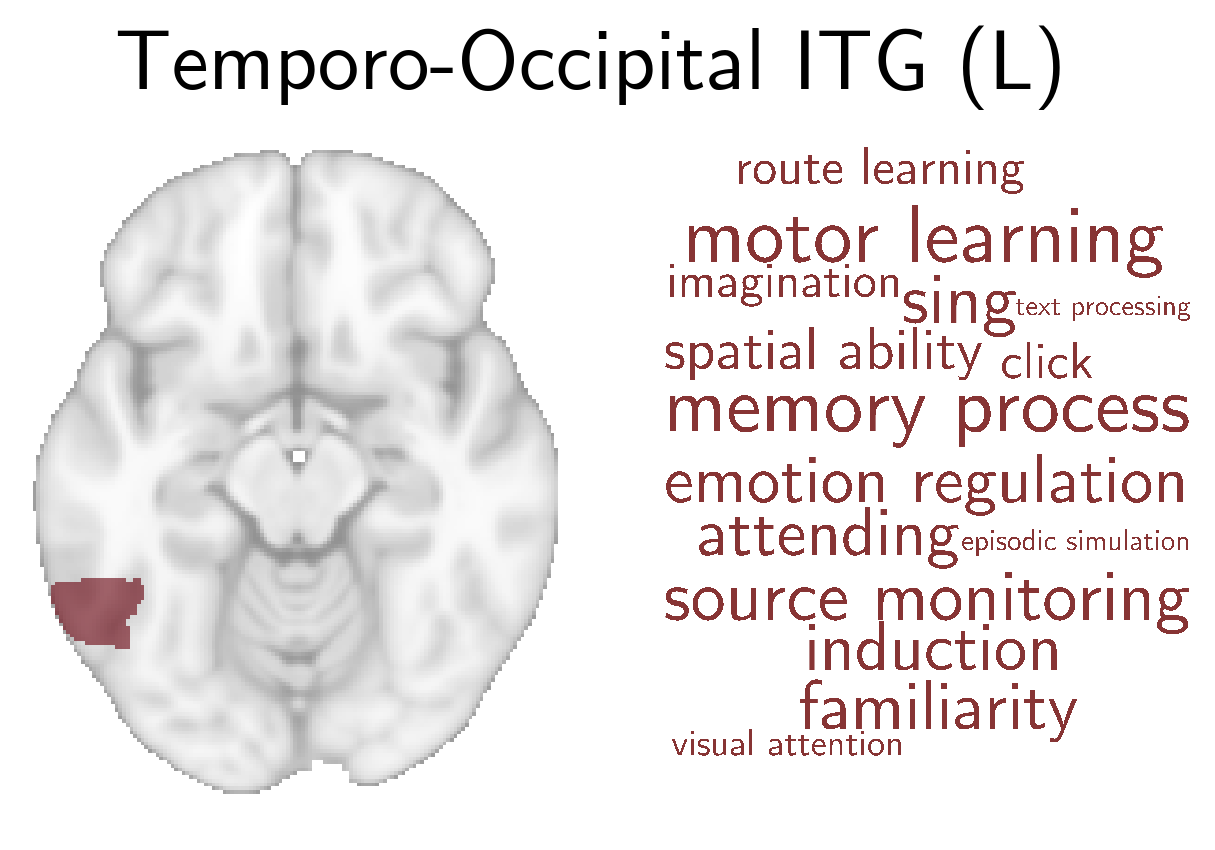 Temporo-Occipital ITG (L)
route learning
motor learning
imagination
sing
text processing
spatial ability
click
memory process
emotion regulation
attending
episodic simulation
source monitoring
induction
familiarity
visual attention